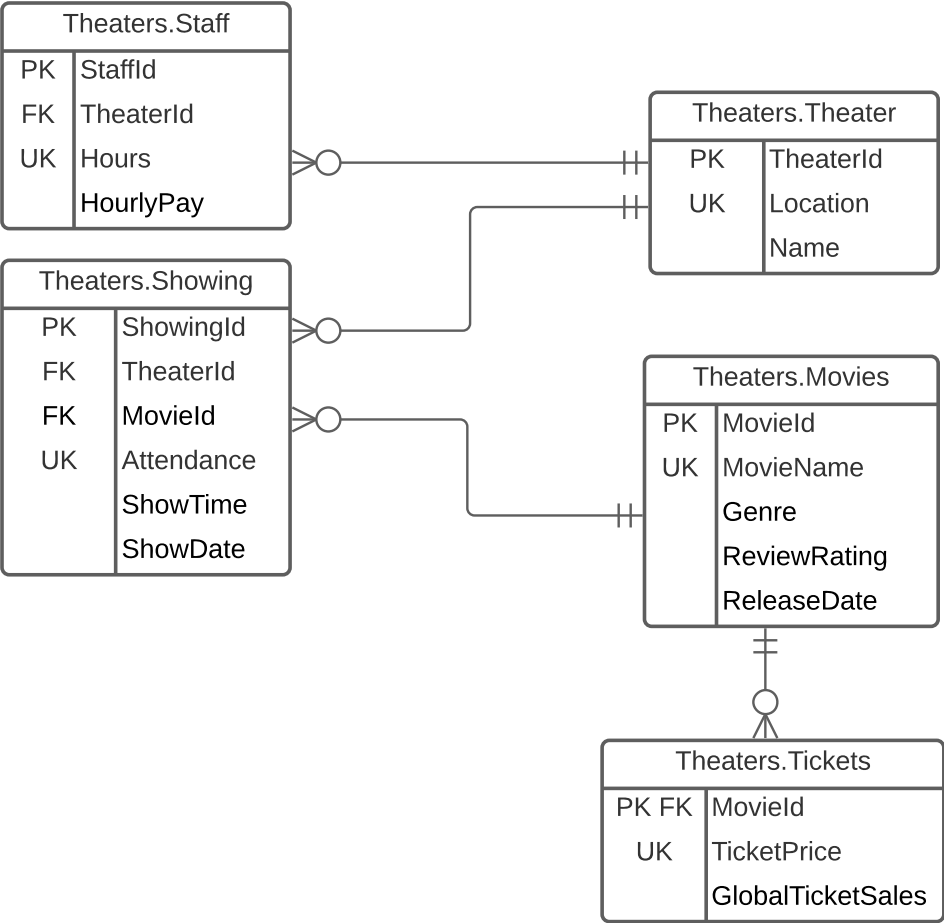 Theaters.Staff
PK StaffId
FK TheaterId
UK Hours
HourlyPay
Theaters.Theater
PK TheaterId
UK Location
Name
Theaters.Showing
PK ShowingId
FK TheaterId
FK MovieId
UK Attendance
ShowTime
ShowDate
Theaters.Movies
PK MovieId
UK MovieName
Genre
ReviewRating
ReleaseDate
Theaters.Tickets
PK FK MovieId
UK TicketPrice
GlobalTicketSales